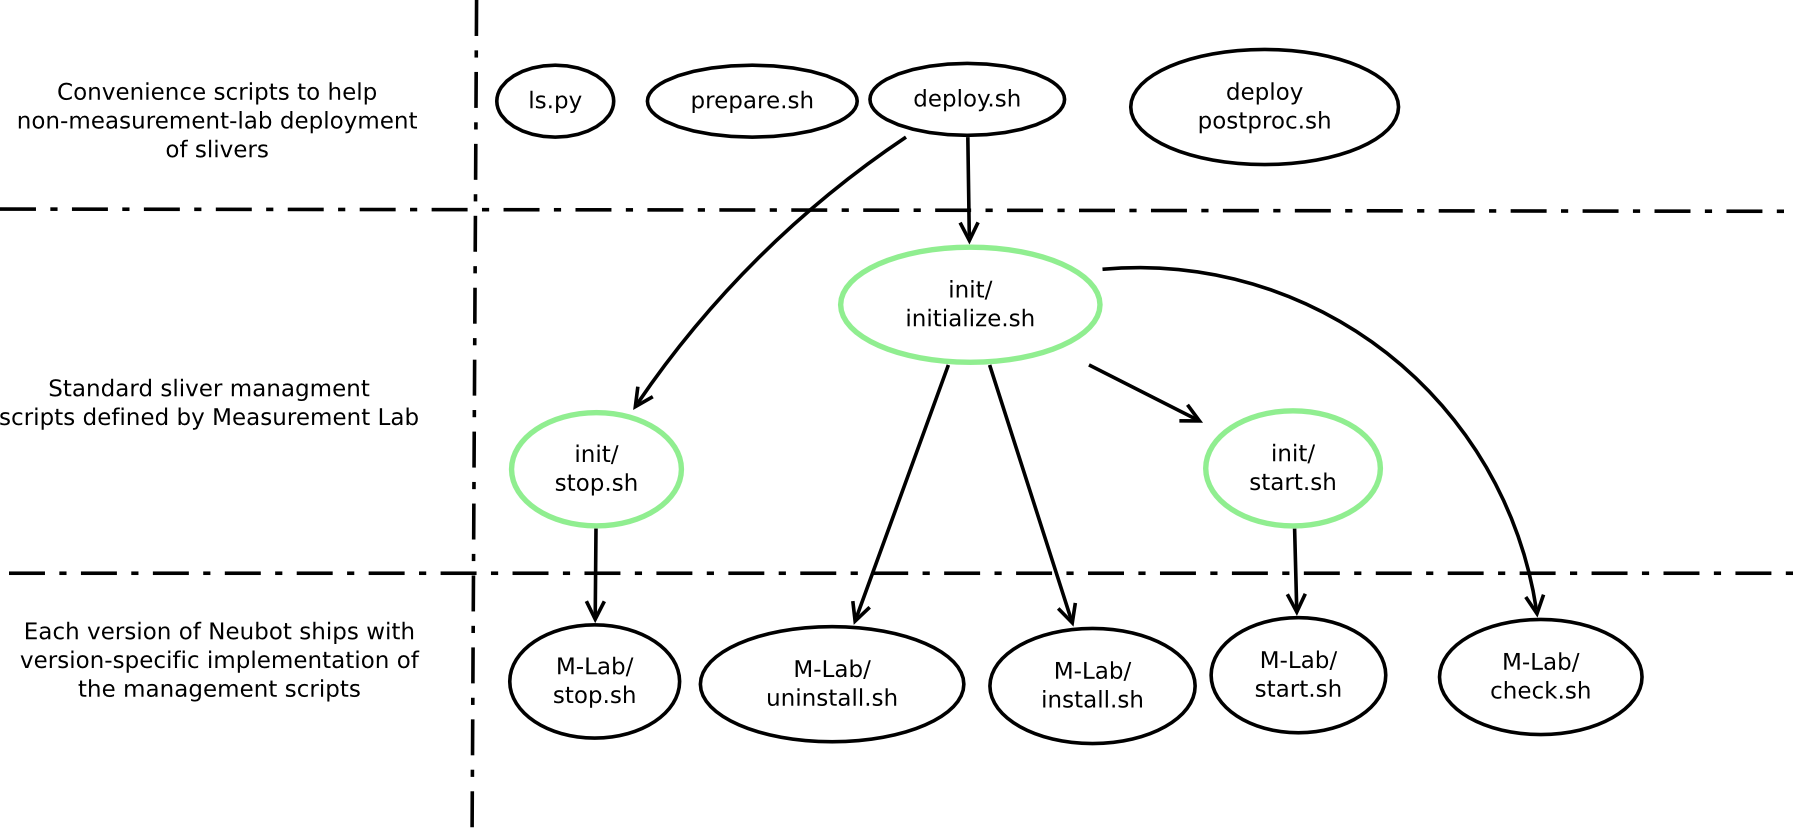 Convenience scripts to help
non-measurement-lab deployment
of slivers
ls.py
prepare.sh
deploy.sh
deploy
postproc.sh
Standard sliver managment
scripts defined by Measurement Lab
init/
initialize.sh
init/
stop.sh
init/
start.sh
Each version of Neubot ships with
version-specific implementation of
the management scripts
M-Lab/
stop.sh
M-Lab/
uninstall.sh
M-Lab/
install.sh
M-Lab/
start.sh
M-Lab/
check.sh